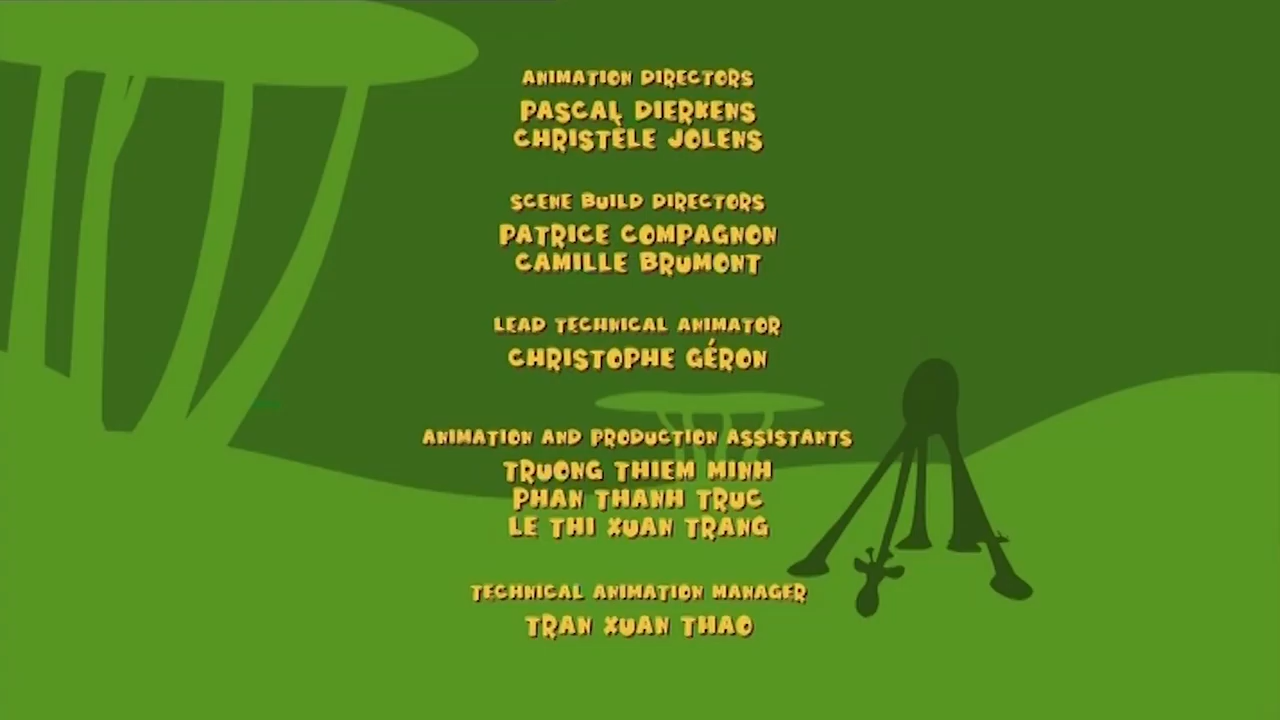 ANIMATION DIRECTORS
PASCAL DIERKENS
CHRISTÈLE JOLENS
SCENE BUILD DIRECTORS
PATRICE COMPAGNON
CAMILLE BRUMONT
LEAD TECHNICAL ANIMATOR
CHRISTOPHE GÉRON
ANIMATION AND PRODUCTION ASSISTANTS
TRUONG THIEM MINH
PHAN THANH TRUC
LE THI XUAN TRANG
TECHNICAL ANIMATION MANAGER
TRAN XUAN THAO